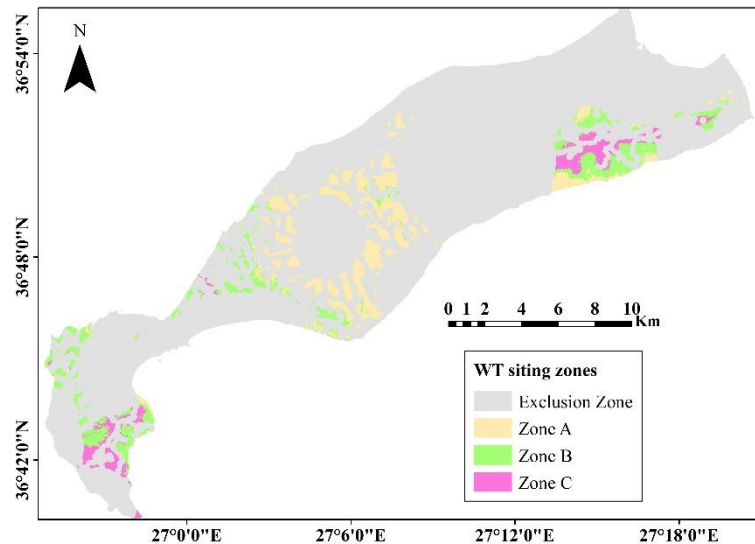 N
36°54'0"N
36°48'0"N
36°42'0"N
0 1 2 4 6 8 10
Km
WT siting zones
Exclusion Zone
Zone A
Zone B
Zone C
27°0'0"E 27°6'0"E 27°12'0"E 27°18'0"E